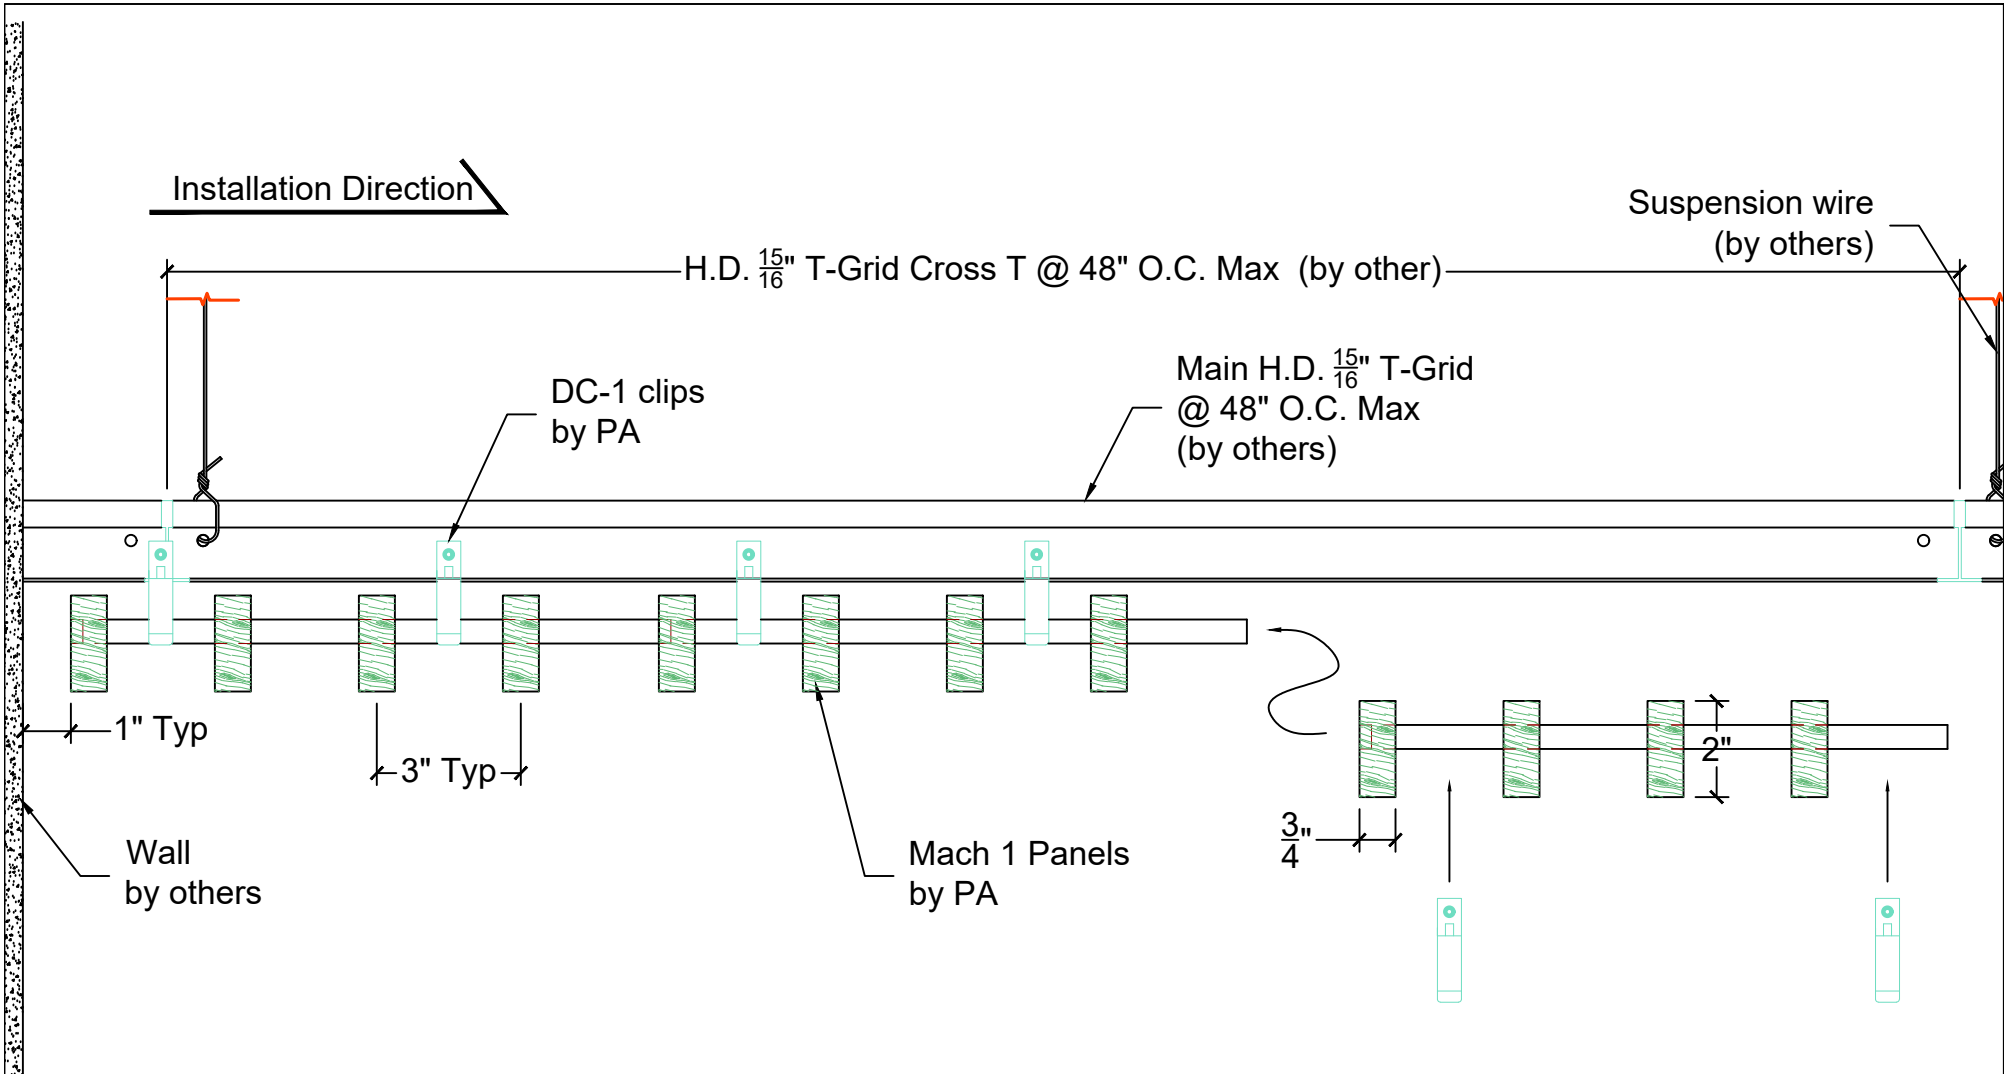 Installation Direction
Suspension wire
(by others)
H.D. 15/16" T-Grid Cross T @ 48" O.C. Max (by other)
Main H.D. 15/16" T-Grid
@ 48" O.C. Max
(by others)
DC-1 clips
by PA
1" Typ
3" Typ
2"
3/4"
Wall
by others
Mach 1 Panels
by PA